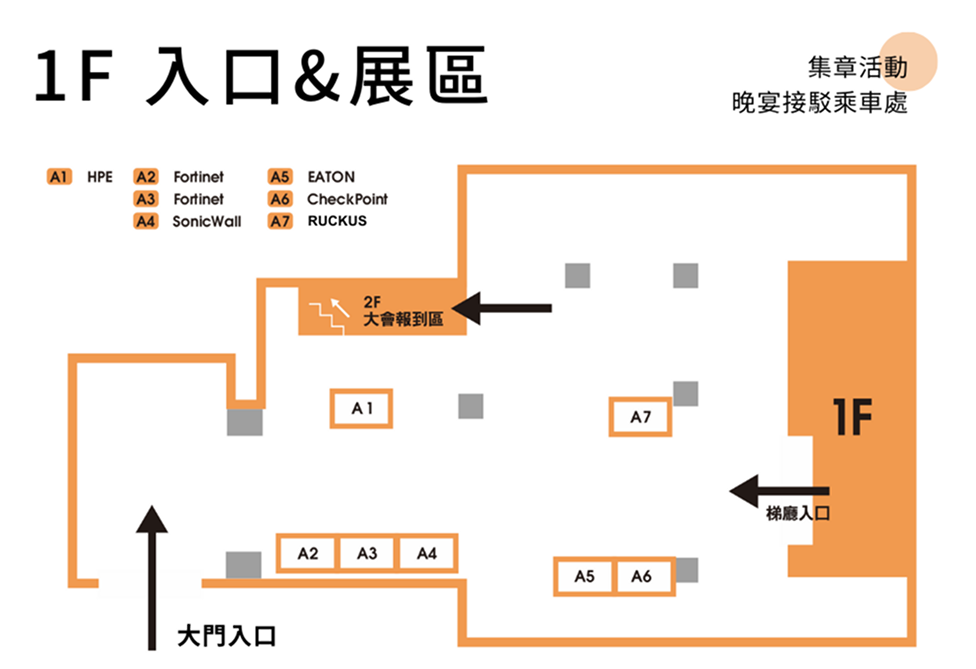 1F 入口&展區
集章活動
晚宴接駁乘車處
A1 HPE A2 Fortinet A5 EATON
A3 Fortinet A6 CheckPoint
A4 SonicWall A7 RUCKUS
2F
大會報到區
A1
A7
1F
梯廳入口
A2 A3 A4
A5 A6
大門入口